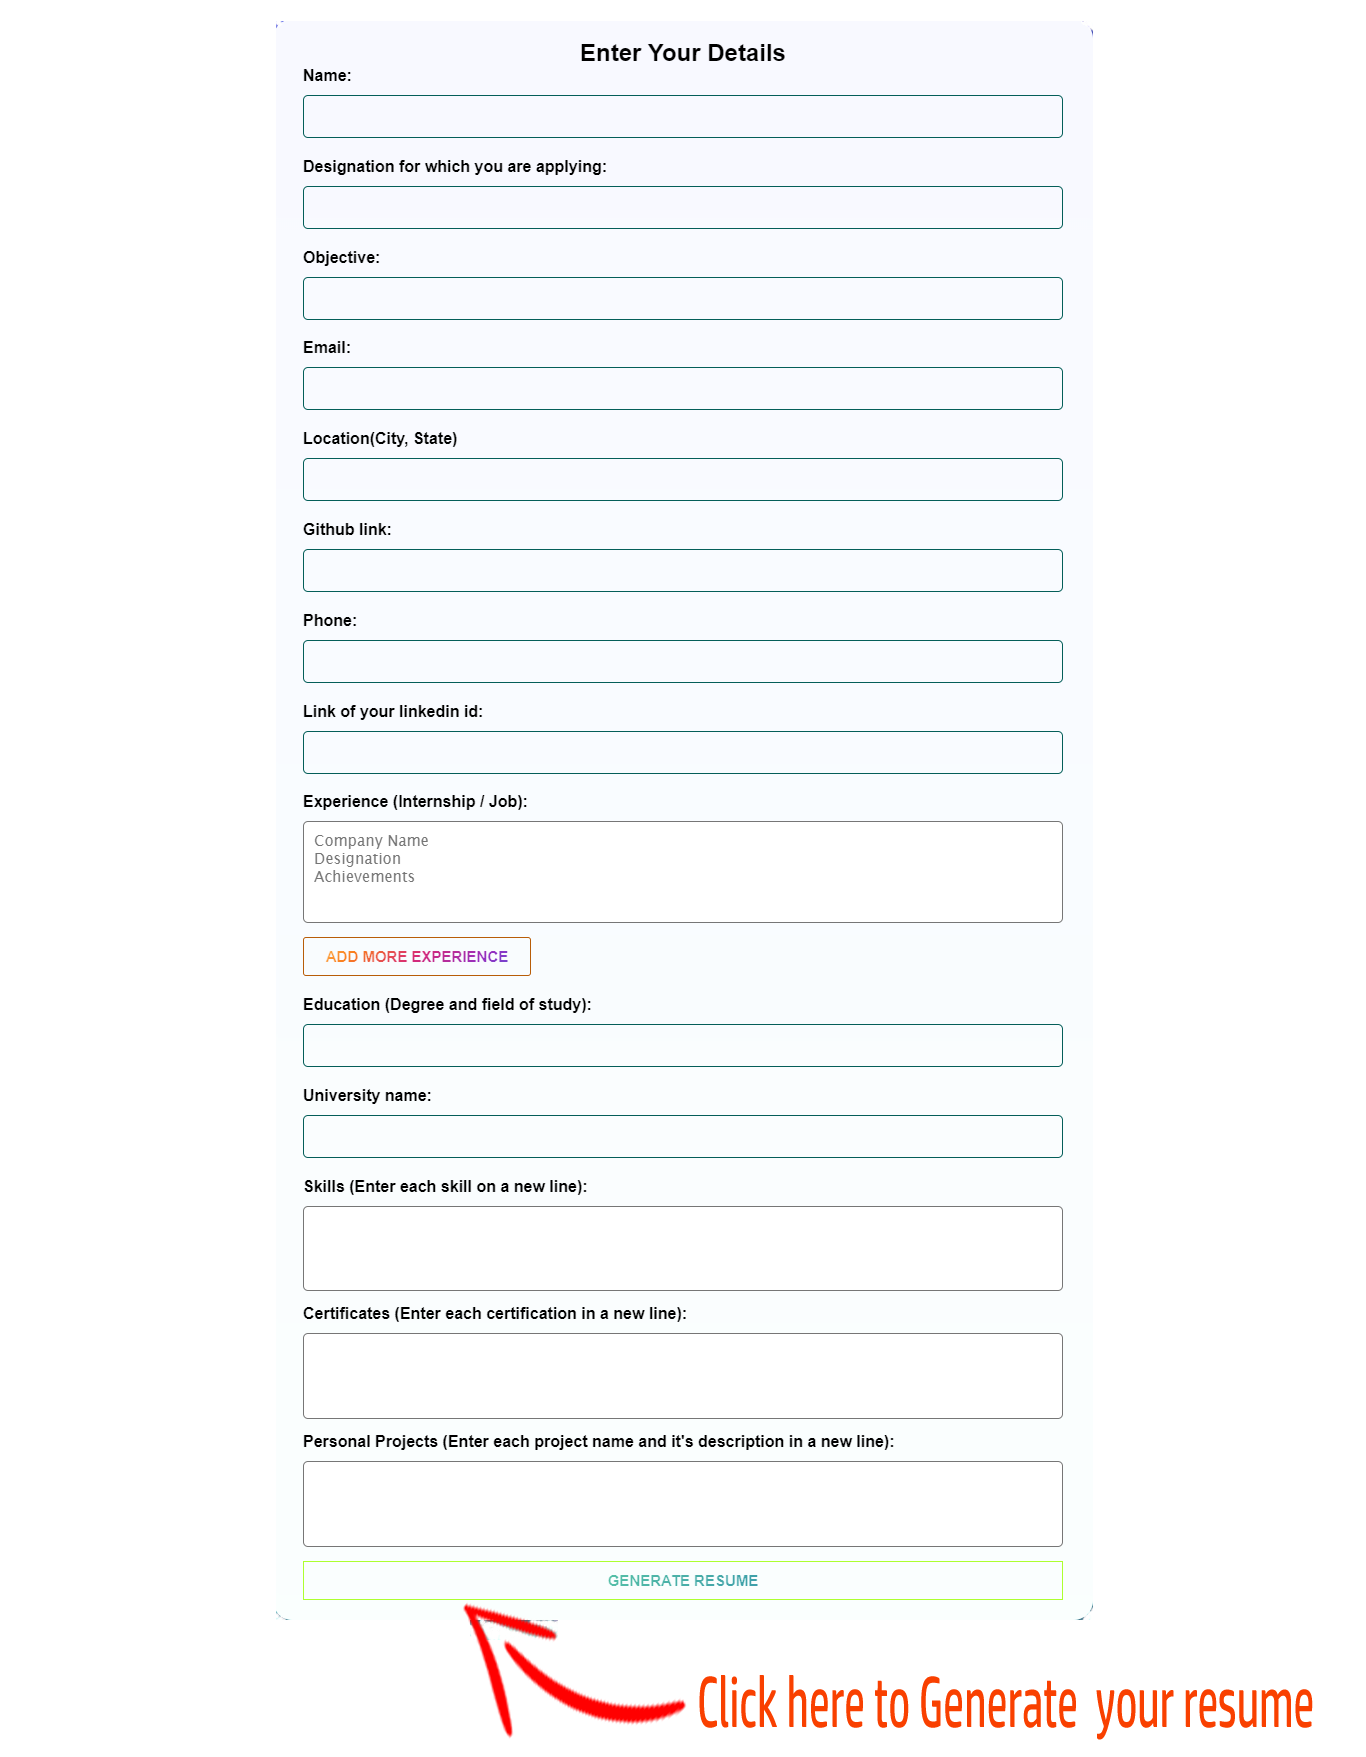 Enter Your Details
Name:
Designation for which you are applying:
Objective:
Email:
Location(City, State)
Github link:
Phone:
Link of your linkedin id:
Experience (Internship / Job):
Company Name
Designation
Achievements
ADD MORE EXPERIENCE
Education (Degree and field of study):
University name:
Skills (Enter each skill on a new line):
Certificates (Enter each certification in a new line):
Personal Projects (Enter each project name and it's description in a new line):
GENERATE RESUME
Click here to Generate your resume